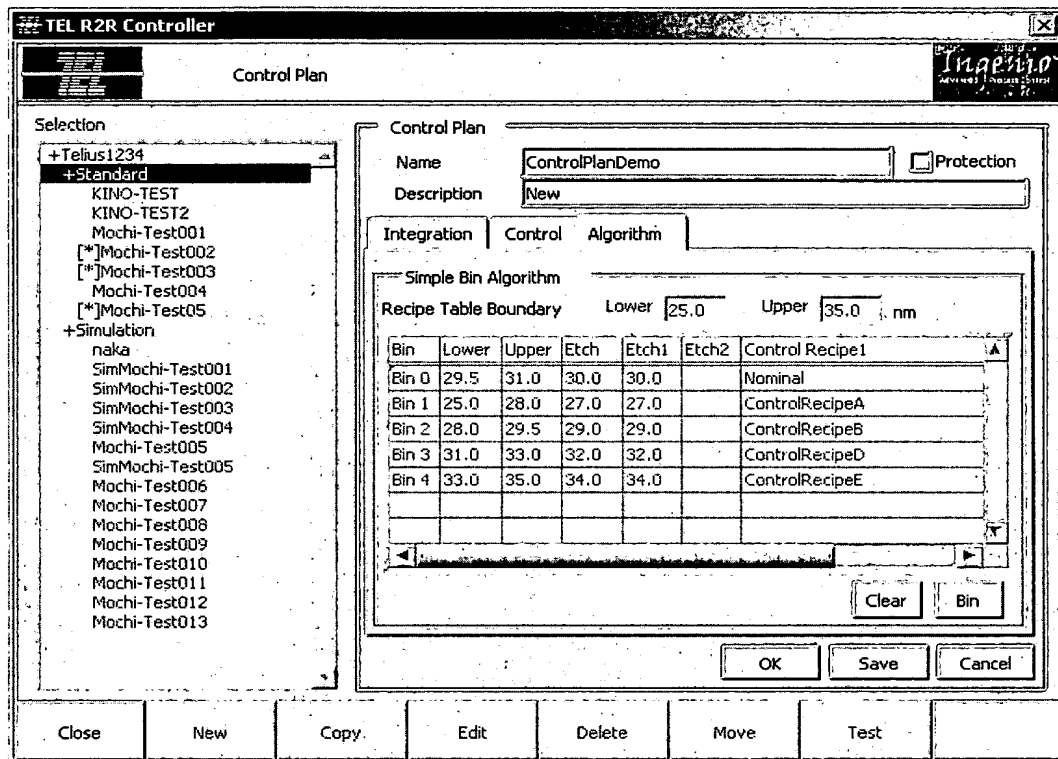 TEL R2R Controller
TEL
Control Plan
Ingenio
Selection
+Telius1234
+Standard
KINO-TEST
KINO-TEST2
Mochi-Test001
[*]Mochi-Test002
[*]Mochi-Test003
Mochi-Test004
[*]Mochi-Test05
+Simulation
naka
SimMochi-Test001
SimMochi-Test002
SimMochi-Test003
SimMochi-Test004
Mochi-Test005
SimMochi-Test005
Mochi-Test006
Mochi-Test007
Mochi-Test008
Mochi-Test009
Mochi-Test010
Mochi-Test011
Mochi-Test012
Mochi-Test013
Control Plan
Name ControlPlanDemo Protection
Description New
Integration Control Algorithm
Simple Bin Algorithm
Recipe Table Boundary Lower 25.0 Upper 35.0 nm
Bin Lower Upper Etch Etch1 Etch2 Control Recipe1
Bin 0 29.5 31.0 30.0 30.0 Nominal
Bin 1 25.0 28.0 27.0 27.0 ControlRecipeA
Bin 2 28.0 29.5 29.0 29.0 ControlRecipeB
Bin 3 31.0 33.0 32.0 32.0 ControlRecipeD
Bin 4 33.0 35.0 34.0 34.0 ControlRecipeE
Clear Bin
OK Save Cancel
Close New Copy Edit Delete Move Test